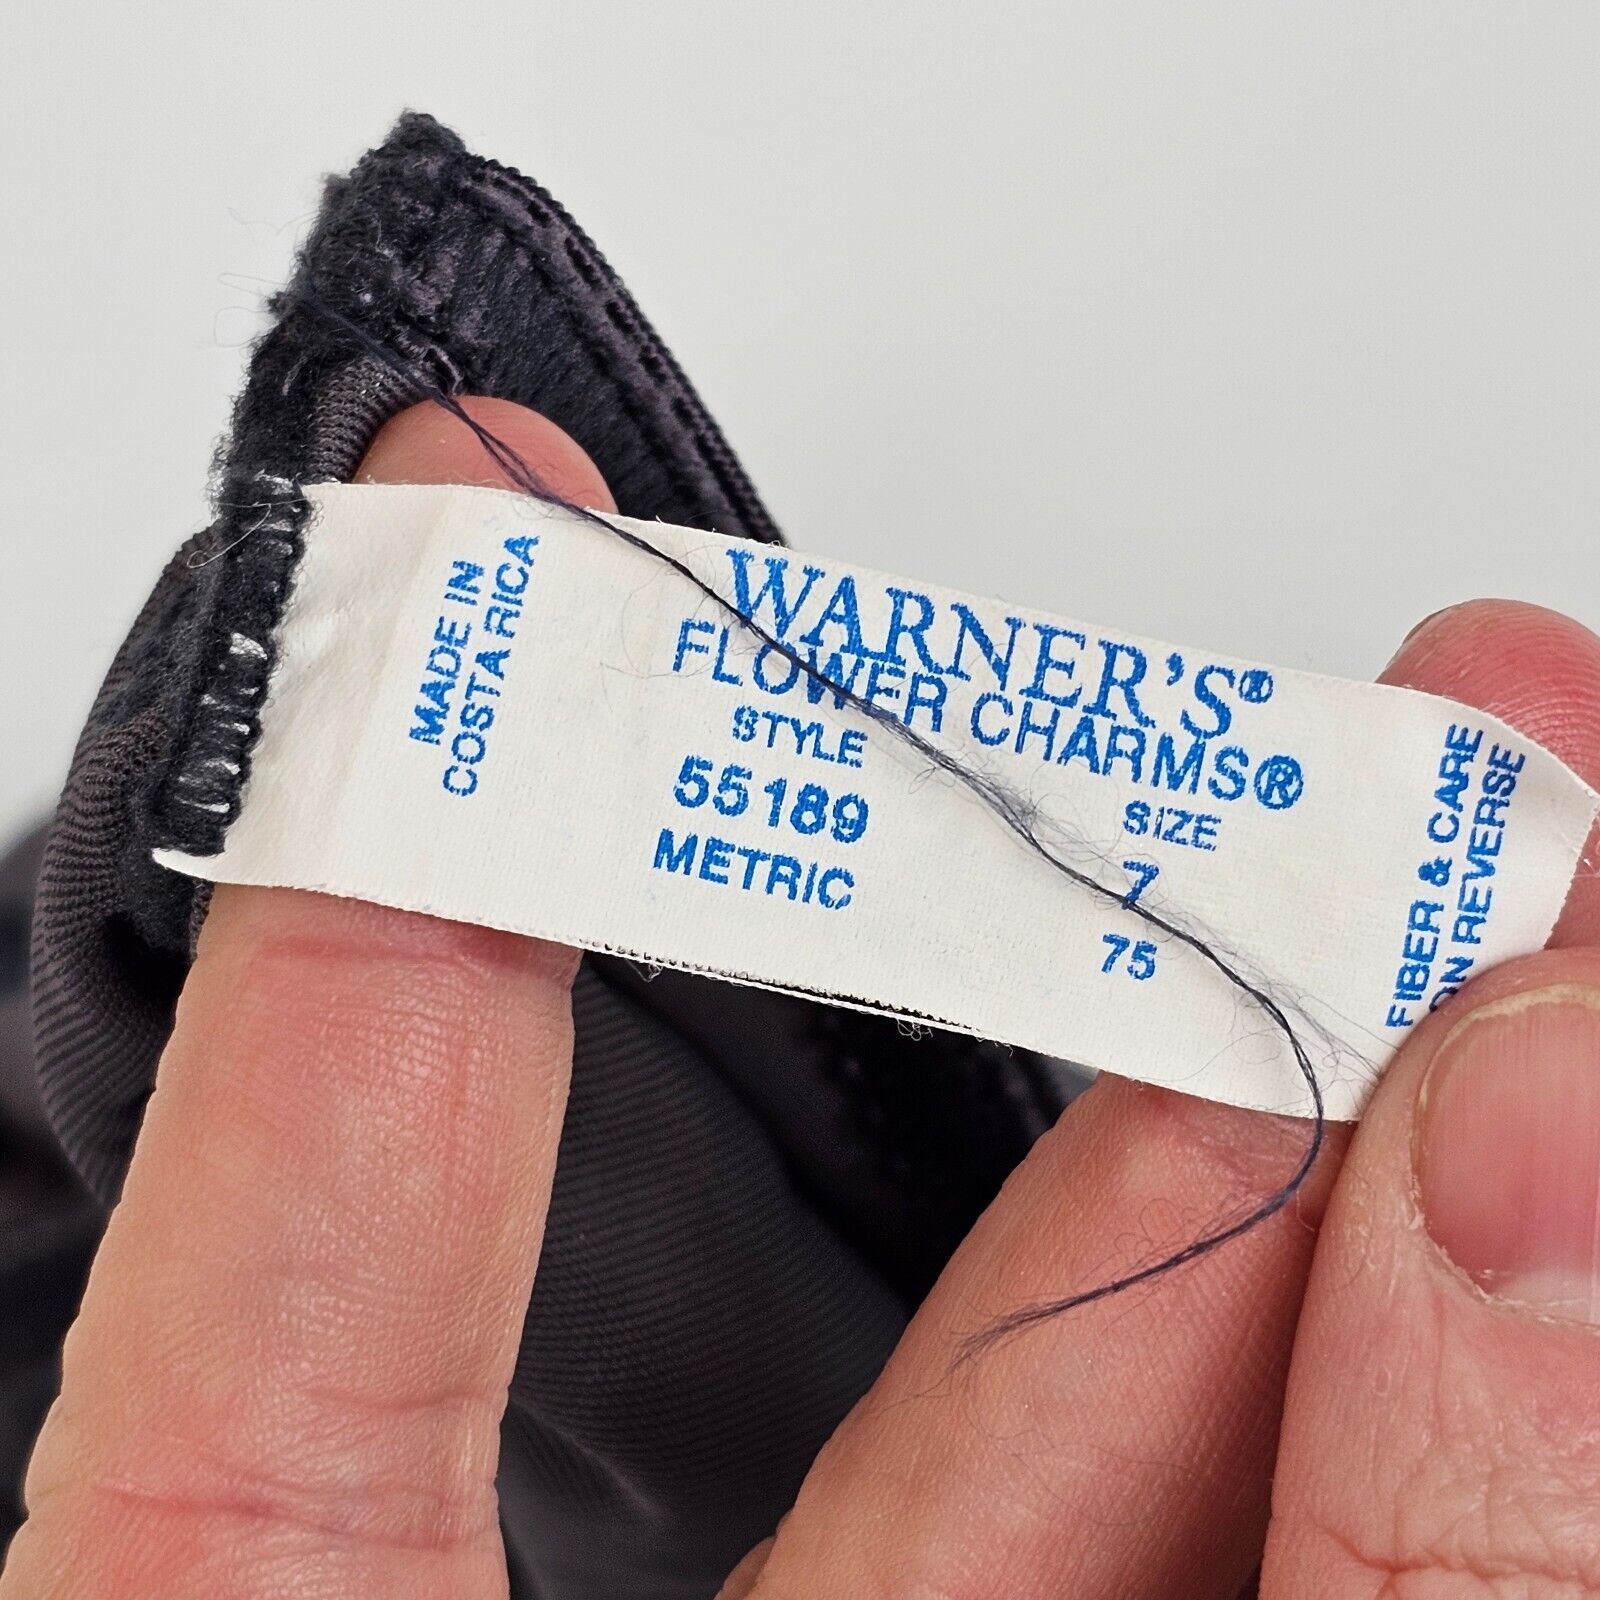 MADE IN
COSTA RICA
WARNER'S®
FLOWER CHARMS®
STYLE
55189
METRIC
SIZE
7
75
FIBER & CARE
ON REVERSE